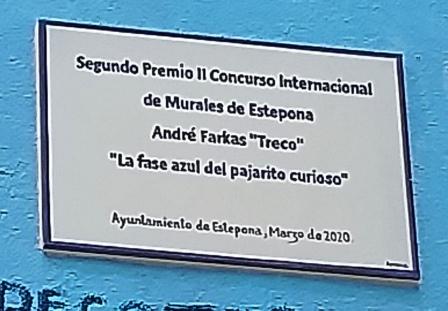 Segundo Premio II Concurso Internacional
de Murales de Estepona
André Farkas "Treco"
"La fase azul del pajarito curioso"
Ayuntamiento de Estepona, Marzo de 2020